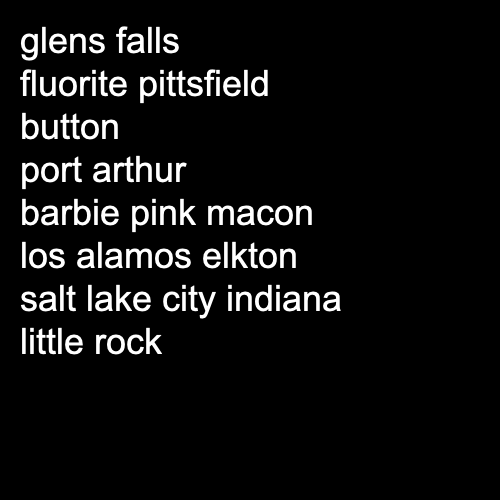 glens falls
fluorite pittsfield
button
port arthur
barbie pink macon
los alamos elkton
salt lake city indiana
little rock